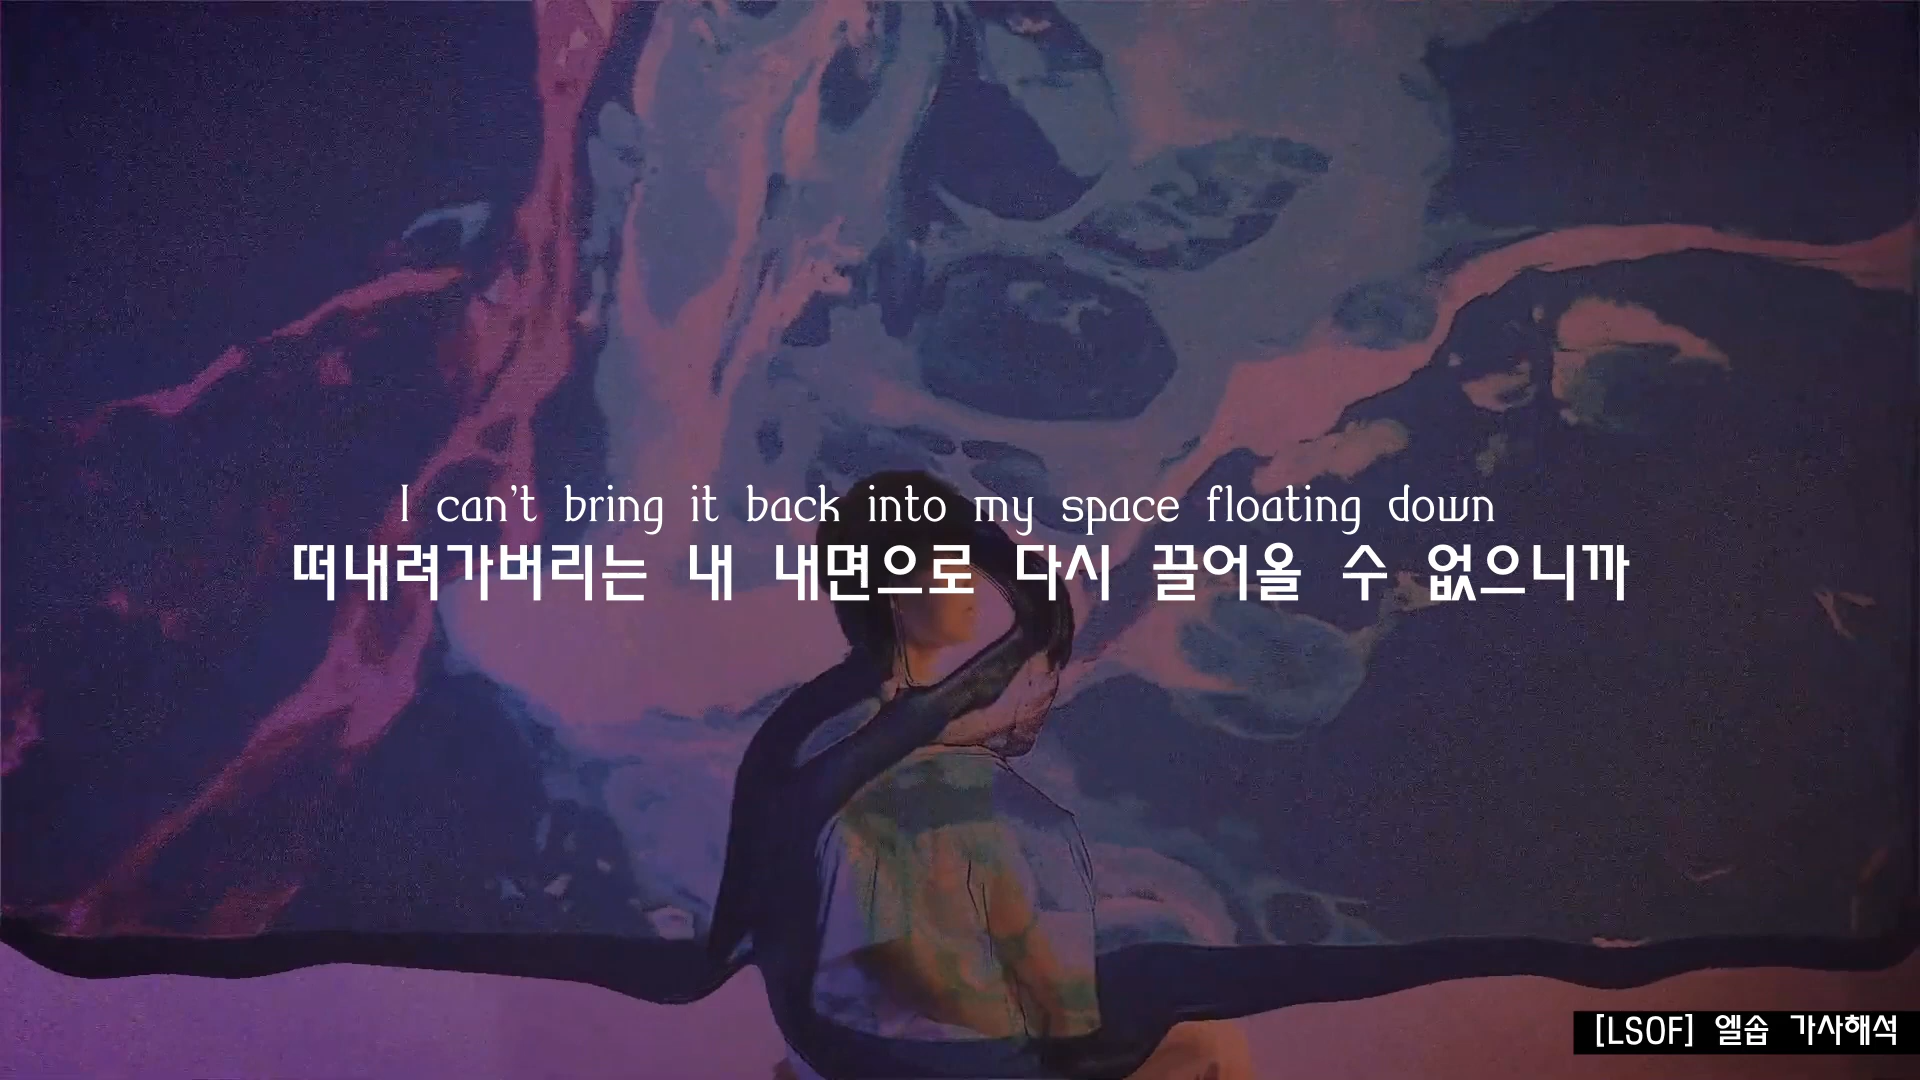 I can't bring it back into my space floating down
떠내려가버리는 내 내면으로 다시 끌어올 수 없으니까
[LSOF] 엘솝 가사해석